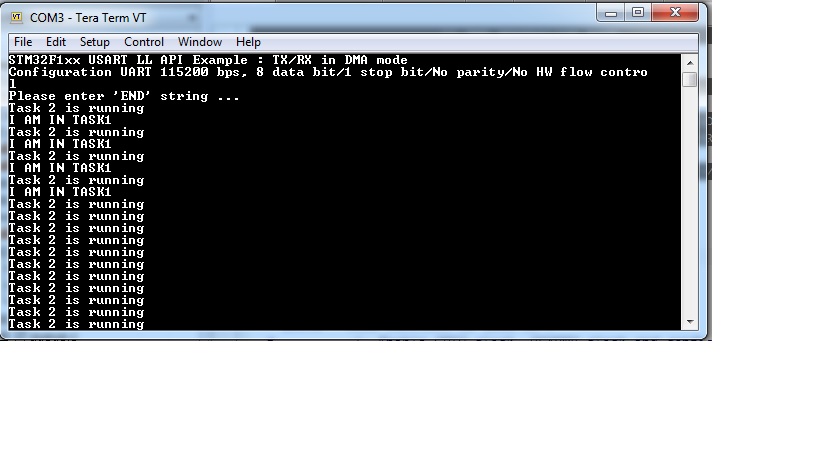 COM3 - Tera Term VT
File Edit Setup Control Window Help
STM32F1xx USART LL API Example : TX/RX in DMA mode
Configuration UART 115200 bps, 8 data bit/1 stop bit/No parity/No HW flow contro
l
Please enter 'END' string ...
Task 2 is running
I AM IN TASK1
Task 2 is running
I AM IN TASK1
Task 2 is running
I AM IN TASK1
Task 2 is running
I AM IN TASK1
Task 2 is running
Task 2 is running
Task 2 is running
Task 2 is running
Task 2 is running
Task 2 is running
Task 2 is running
Task 2 is running
Task 2 is running
Task 2 is running
Task 2 is running